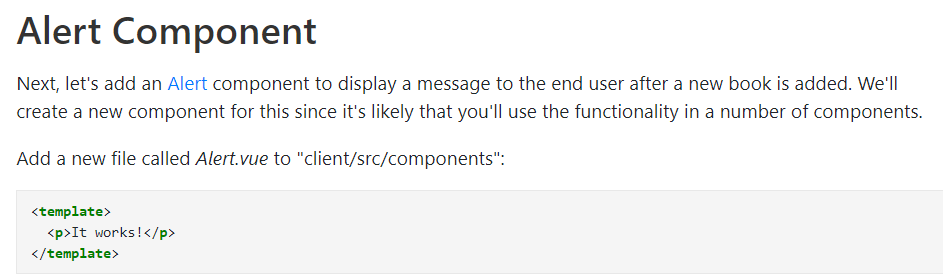 Alert Component
Next, let's add an Alert component to display a message to the end user after a new book is added. We'll
create a new component for this since it's likely that you'll use the functionality in a number of components.
Add a new file called Alert.vue to "client/src/components":
<template>
  <p>It works!</p>
</template>